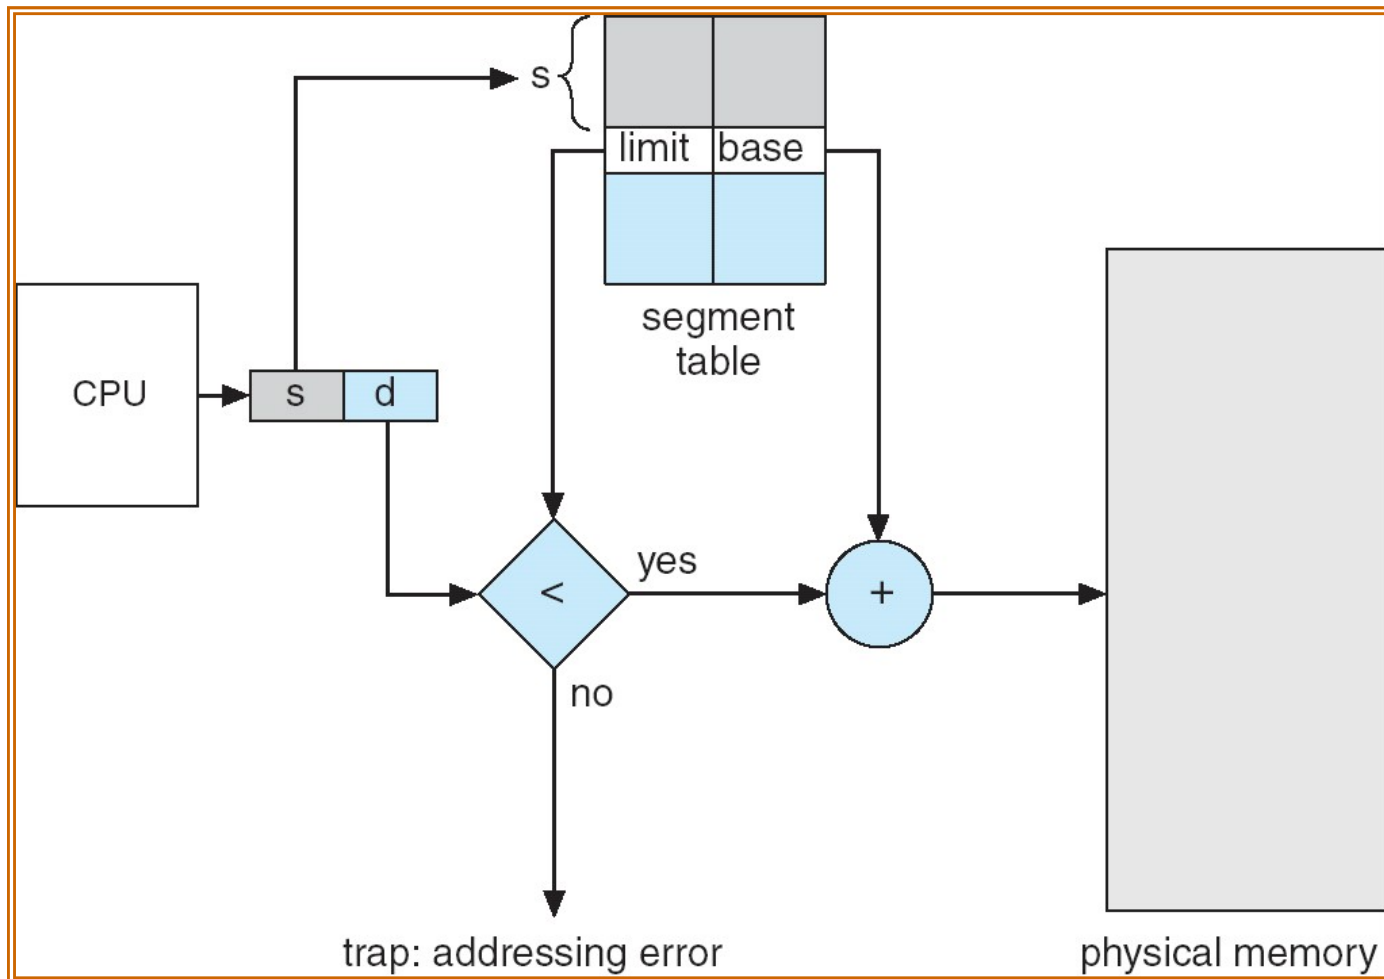 s
limit base
segment
table
CPU
s d
yes
<
+
no
trap: addressing error
physical memory